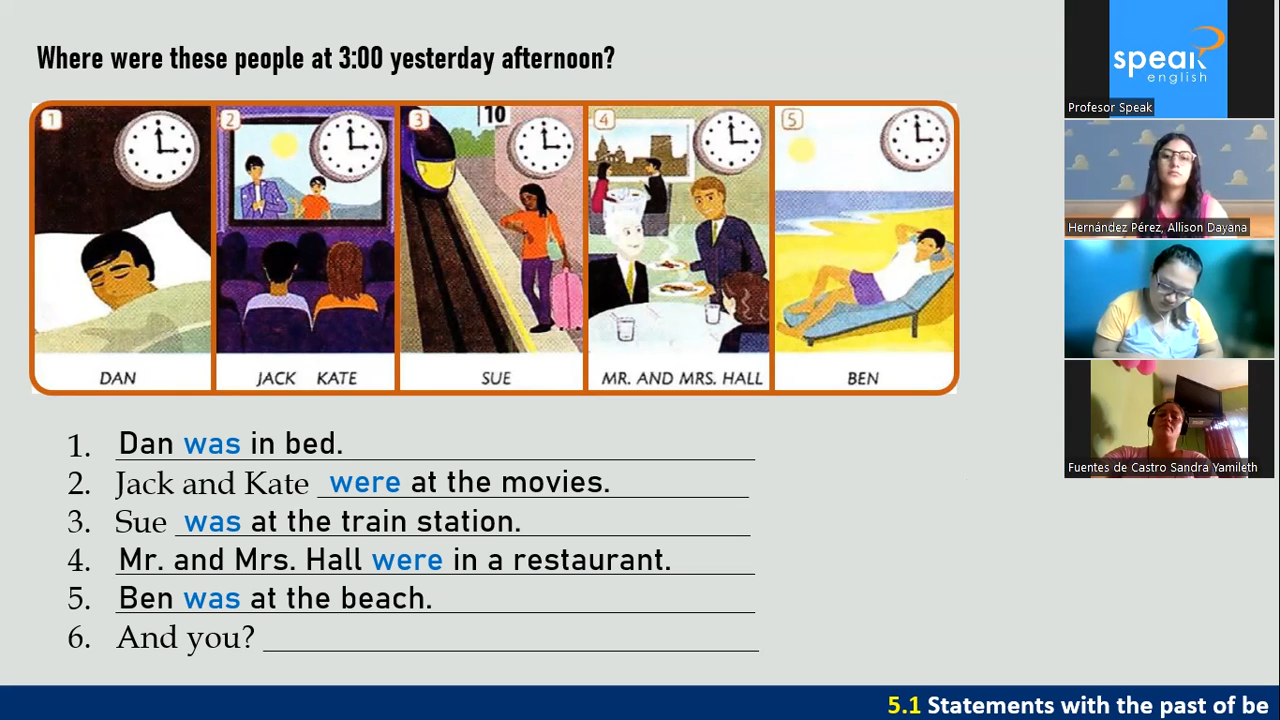 Where were these people at 3:00 yesterday afternoon?
1
2
3
10
4
5
DAN
JACK KATE
SUE
MR. AND MRS. HALL
BEN
1. Dan was in bed.
2. Jack and Kate were at the movies.
3. Sue was at the train station.
4. Mr. and Mrs. Hall were in a restaurant.
5. Ben was at the beach.
6. And you?
5.1 Statements with the past of be
speak
english
Profesor Speak
Hernández Pérez, Allison Dayana
Fuentes de Castro Sandra Yamileth